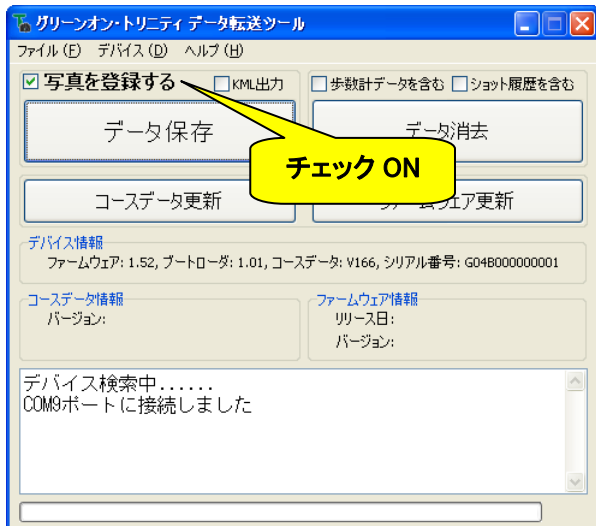 グリーンオン・トリニティ データ転送ツール
ファイル(F) デバイス(D) ヘルプ(H)
写真を登録する KML出力 歩数計データを含む ショット履歴を含む
データ保存 データ消去
チェック ON
コースデータ更新 ファームウェア更新
デバイス情報
ファームウェア: 1.52, ブートローダ: 1.01, コースデータ: V166, シリアル番号: G04B000000001
コースデータ情報 ファームウェア情報
バージョン: リリース日:
バージョン:
デバイス検索中......
COM9ポートに接続しました